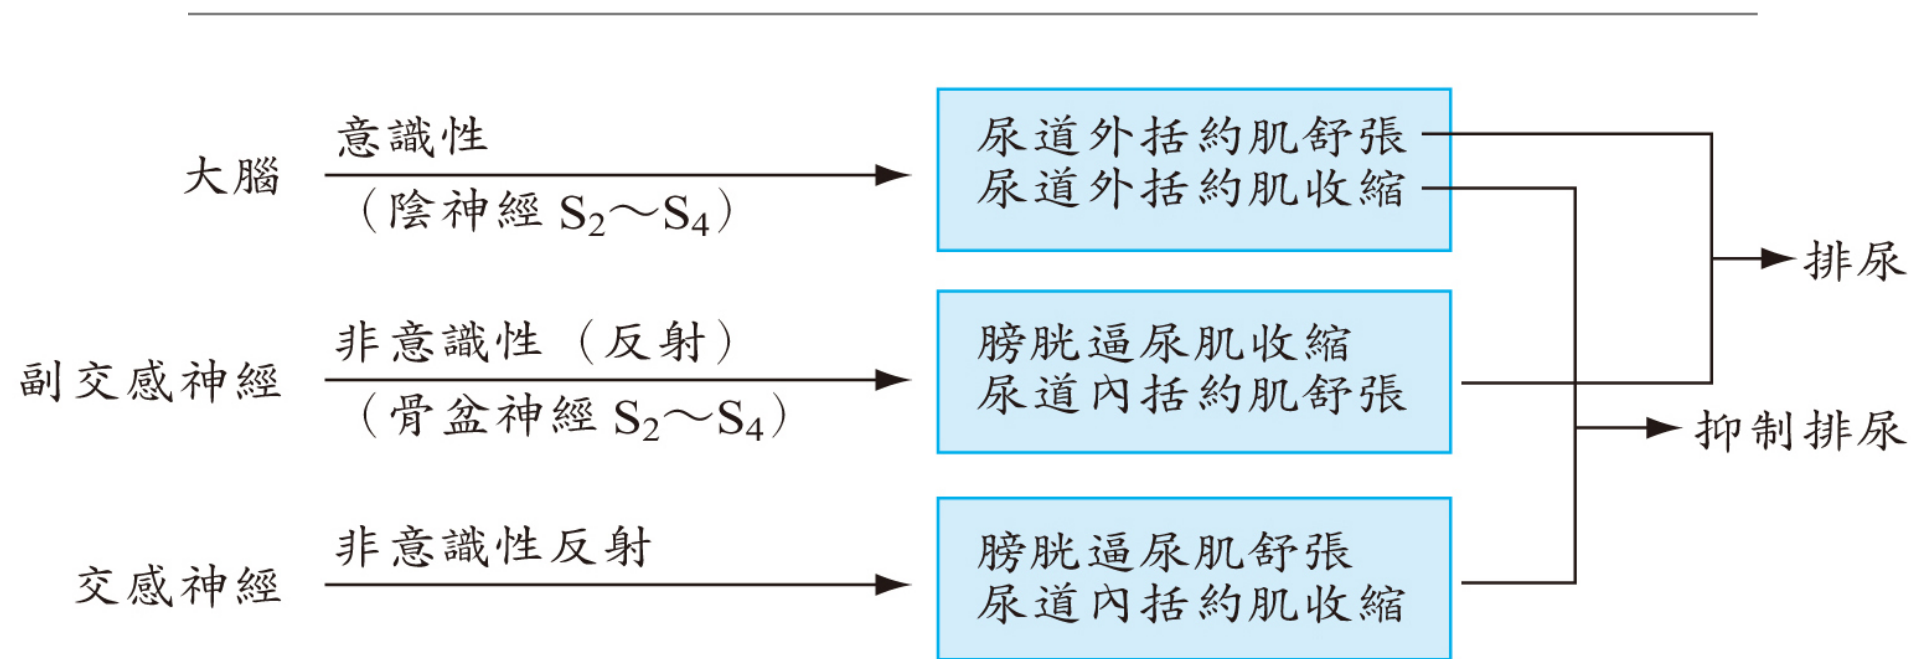 大腦
意識性
（陰神經 S₂～S₄）
尿道外括約肌舒張
尿道外括約肌收縮
排尿
副交感神經
非意識性（反射）
（骨盆神經 S₂～S₄）
膀胱逼尿肌收縮
尿道內括約肌舒張
抑制排尿
交感神經
非意識性反射
膀胱逼尿肌舒張
尿道內括約肌收縮